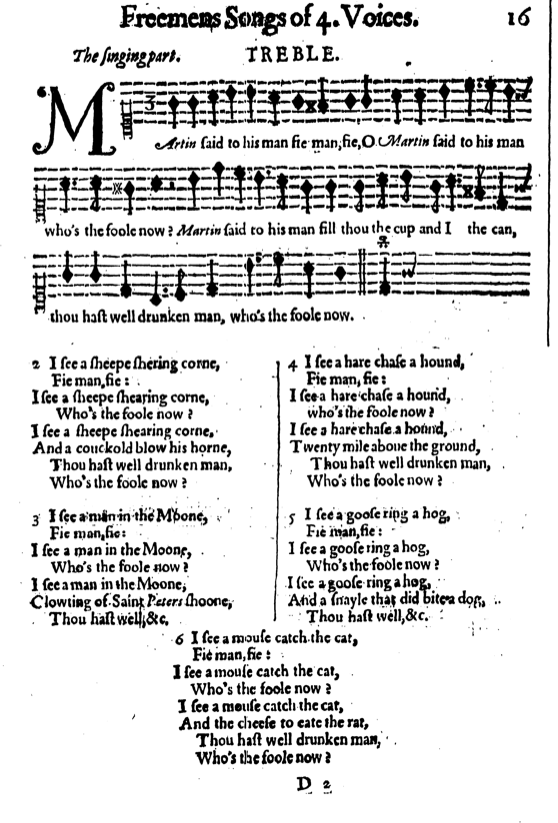 Freemens Songs of 4. Voices. 16
The singing part. TREBLE.
MArtin ſaid to his man fie man, fie, O Martin ſaid to his man
who's the foole now? Martin ſaid to his man fill thou the cup and I the can,
thou haſt well drunken man, who's the foole now.
2 I ſee a ſheepe ſhering corne,
Fie man, fie :
I ſee a ſheepe ſhearing corne,
Who's the foole now ?
I ſee a ſheepe ſhearing corne,
And a couckold blow his horne,
Thou haſt well drunken man,
Who's the foole now ?
3 I ſee a man in the Moone,
Fie man, fie:
I ſee a man in the Moone,
Who's the foole now ?
I ſee a man in the Moone,
Clowting of Saint Peters ſhoone,
Thou haſt well, &c.
4 I ſee a hare chaſe a hound,
Fie man, fie :
I ſee a hare chaſe a hound,
who's the foole now ?
I ſee a hare chaſe a hound,
Twenty mile aboue the ground,
Thou haſt well drunken man,
Who's the foole now ?
5 I ſee a gooſe ring a hog,
Fie man, fie :
I ſee a gooſe ring a hog,
Who's the foole now ?
I ſee a gooſe ring a hog,
And a ſnayle that did bite a dog,
Thou haſt well, &c.
6 I ſee a mouſe catch the cat,
Fie man, fie :
I ſee a mouſe catch the cat,
Who's the foole now ?
I ſee a mouſe catch the cat,
And the cheeſe to eate the rat,
Thou haſt well drunken man,
Who's the foole now ?
D 2